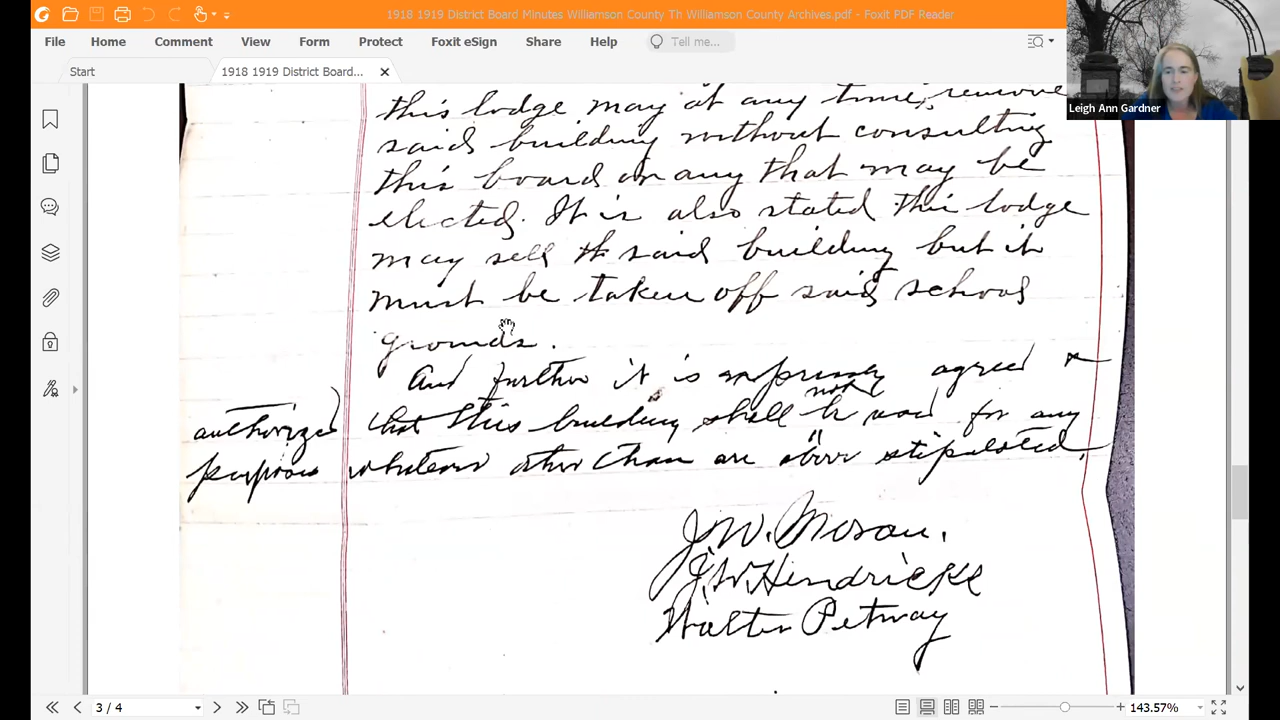 1918 1919 District Board Minutes Williamson County Th Williamson County Archives.pdf - Foxit PDF Reader
File Home Comment View Form Protect Foxit eSign Share Help Tell me...
Start 1918 1919 District Board...
Leigh Ann Gardner
this lodge may at any time, remove
said building without consulting
this board or any that may be
elected. It is also stated this lodge
may sell th said building but it
must be taken off said school
grounds.
And further it is expressly agreed &
authorized that this building shall not be used for any
purpose whatever other than are above stipulated.
J.W. Moran.
J.W. Hendricks
Walter Petway
3 / 4
143.57%